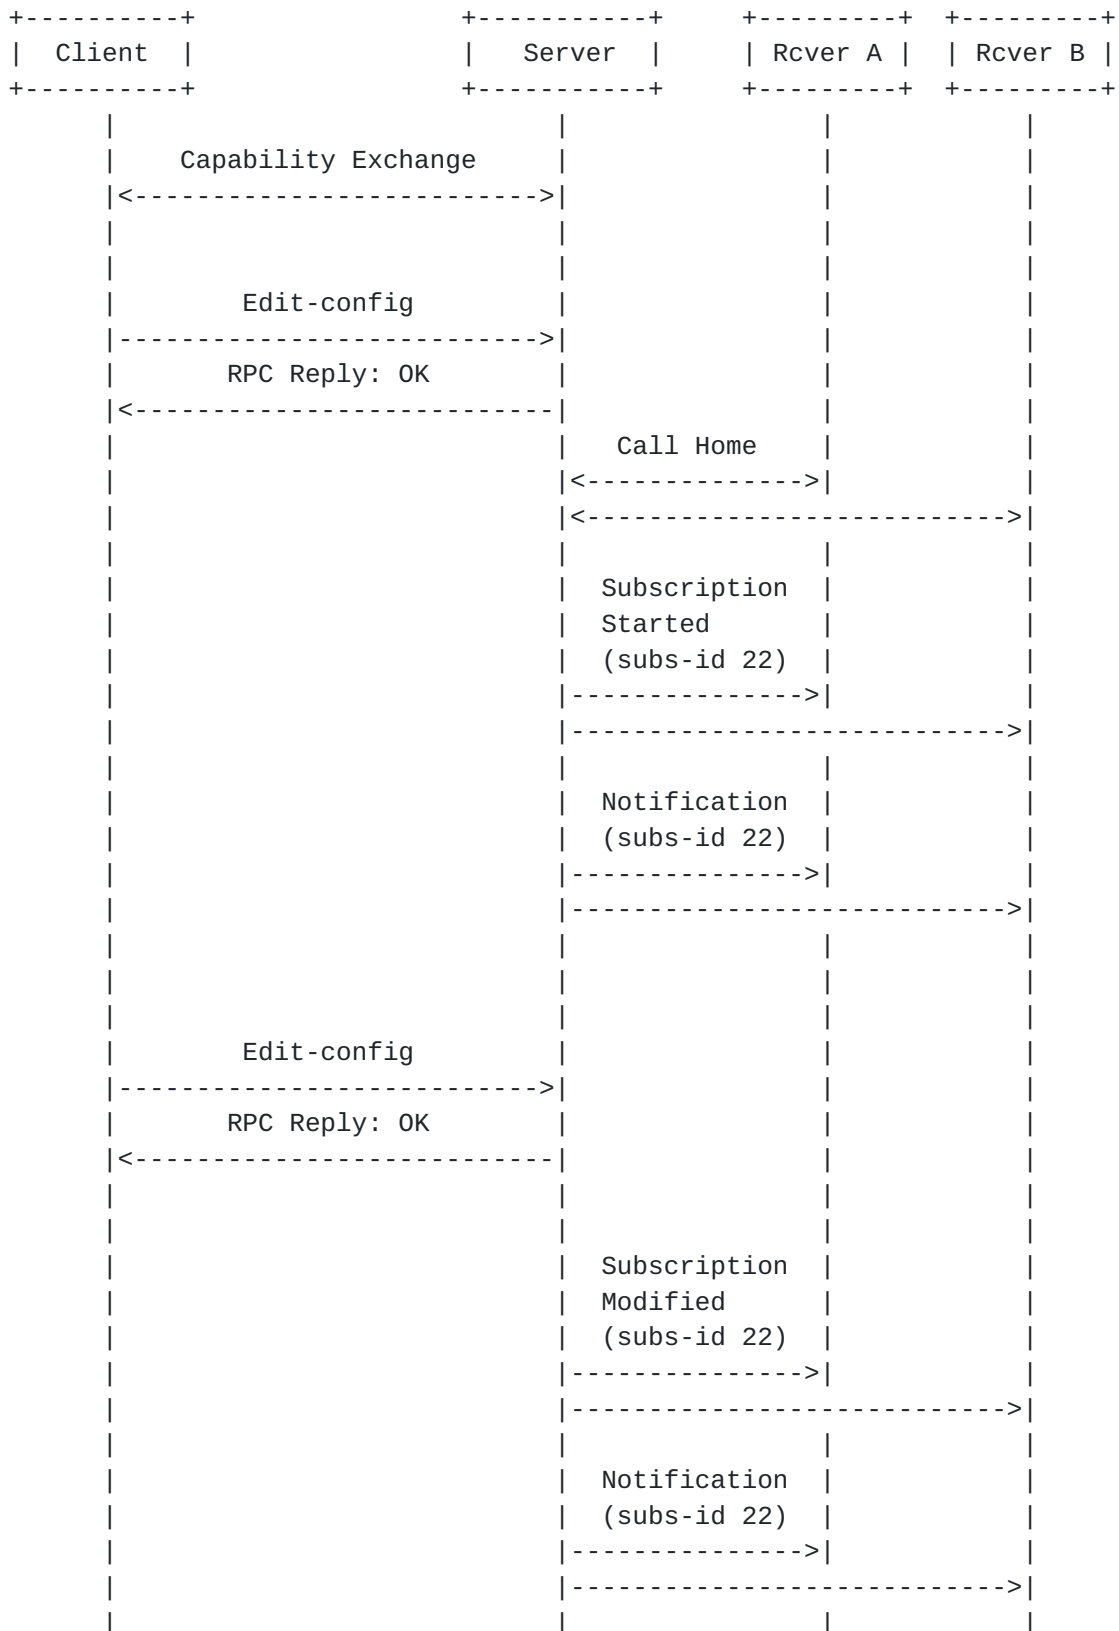 Client Server Rcver A Rcver B
Capability Exchange
Edit-config
RPC Reply: OK
Call Home
Subscription
Started
(subs-id 22)
Notification
(subs-id 22)
Edit-config
RPC Reply: OK
Subscription
Modified
(subs-id 22)
Notification
(subs-id 22)